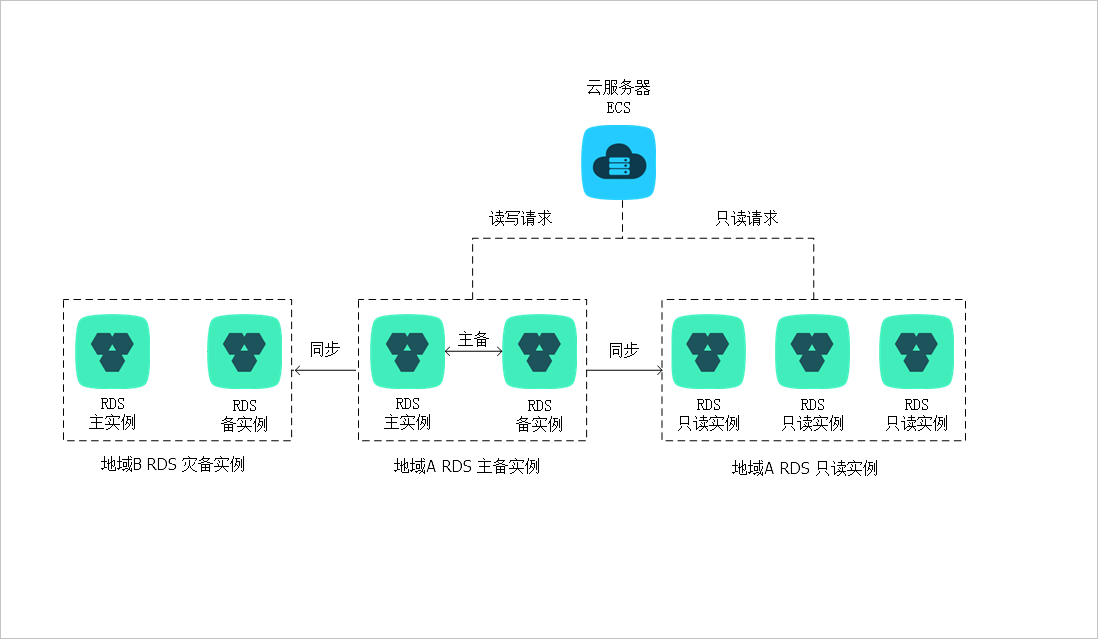 云服务器
ECS
读写请求
只读请求
主备
同步
同步
RDS
主实例
RDS
备实例
RDS
主实例
RDS
备实例
RDS
只读实例
RDS
只读实例
RDS
只读实例
地域B RDS 灾备实例
地域A RDS 主备实例
地域A RDS 只读实例